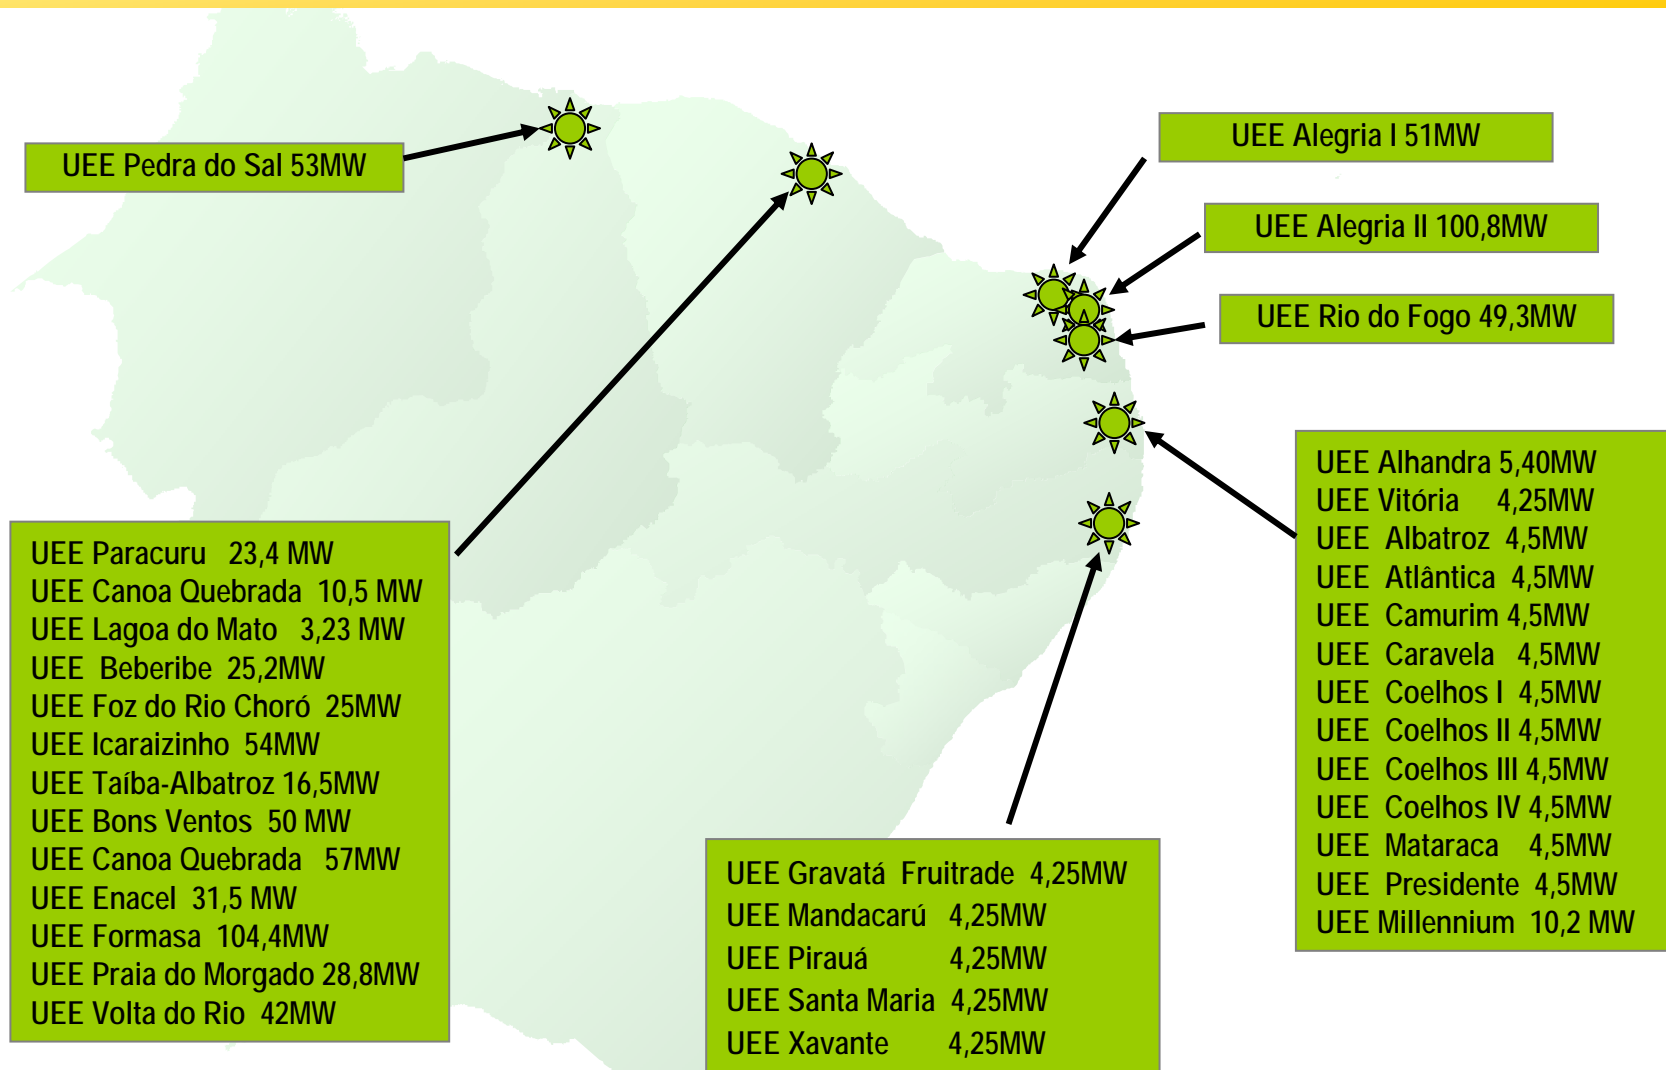 UEE Pedra do Sal 53MW
UEE Alegria I 51MW
UEE Alegria II 100,8MW
UEE Rio do Fogo 49,3MW
UEE Paracuru 23,4 MW
UEE Canoa Quebrada 10,5 MW
UEE Lagoa do Mato 3,23 MW
UEE Beberibe 25,2MW
UEE Foz do Rio Choró 25MW
UEE Icaraizinho 54MW
UEE Taíba-Albatroz 16,5MW
UEE Bons Ventos 50 MW
UEE Canoa Quebrada 57MW
UEE Enacel 31,5 MW
UEE Formasa 104,4MW
UEE Praia do Morgado 28,8MW
UEE Volta do Rio 42MW
UEE Gravatá Fruitrade 4,25MW
UEE Mandacarú 4,25MW
UEE Pirauá 4,25MW
UEE Santa Maria 4,25MW
UEE Xavante 4,25MW
UEE Alhandra 5,40MW
UEE Vitória 4,25MW
UEE Albatroz 4,5MW
UEE Atlântica 4,5MW
UEE Camurim 4,5MW
UEE Caravela 4,5MW
UEE Coelhos I 4,5MW
UEE Coelhos II 4,5MW
UEE Coelhos III 4,5MW
UEE Coelhos IV 4,5MW
UEE Mataraca 4,5MW
UEE Presidente 4,5MW
UEE Millennium 10,2 MW